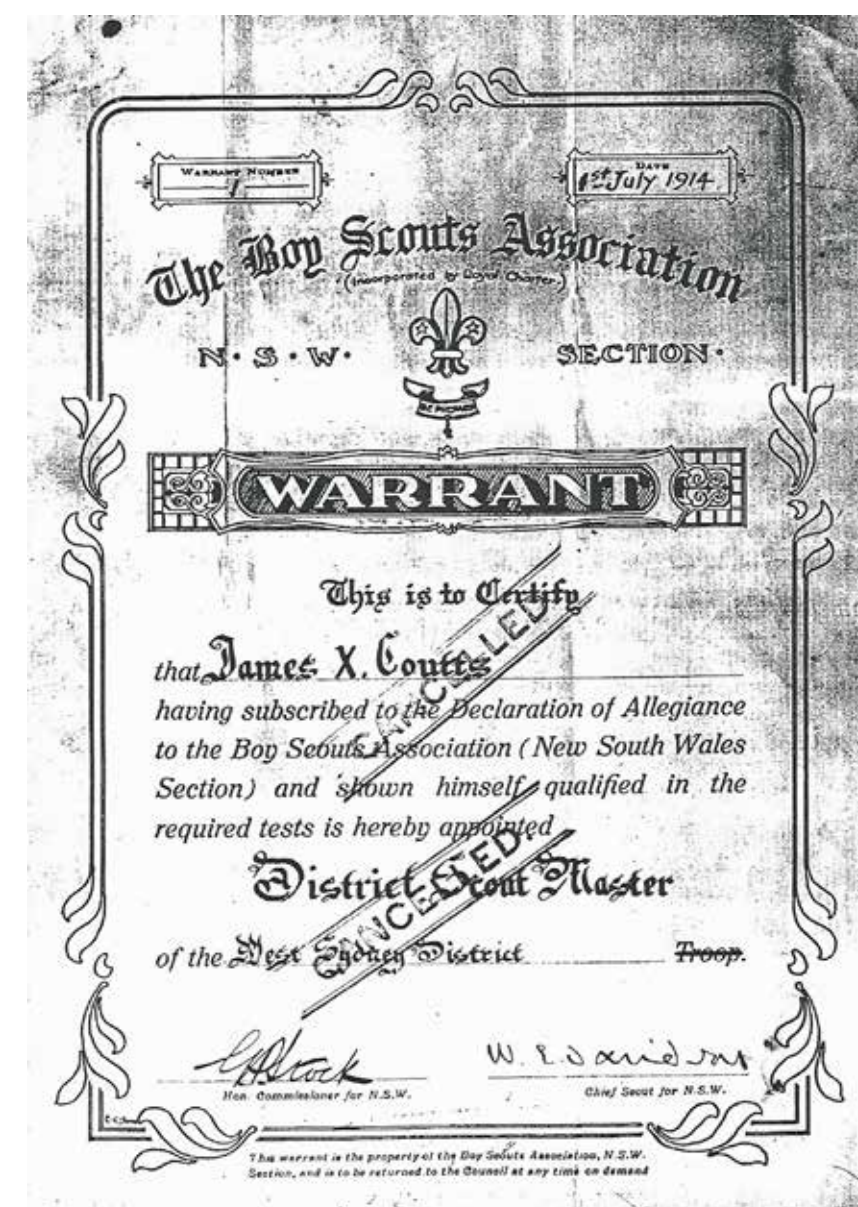 WARRANT NUMBER
1
DATE
1st July 1914
The Boy Scouts Association
(Incorporated by Royal Charter)
N·S·W· SECTION·
BE PREPARED
WARRANT
This is to Certify
that James X. Coutts
having subscribed to the Declaration of Allegiance
to the Boy Scouts Association (New South Wales
Section) and shown himself qualified in the
required tests is hereby appointed
CANCELLED
District Scout Master
CANCELLED.
of the West Sydney District Troop.
W. E. Davidson
Hon. Commissioner for N.S.W.
Chief Scout for N.S.W.
This warrant is the property of the Boy Scouts Association, N.S.W.
Section, and is to be returned to the Council at any time on demand